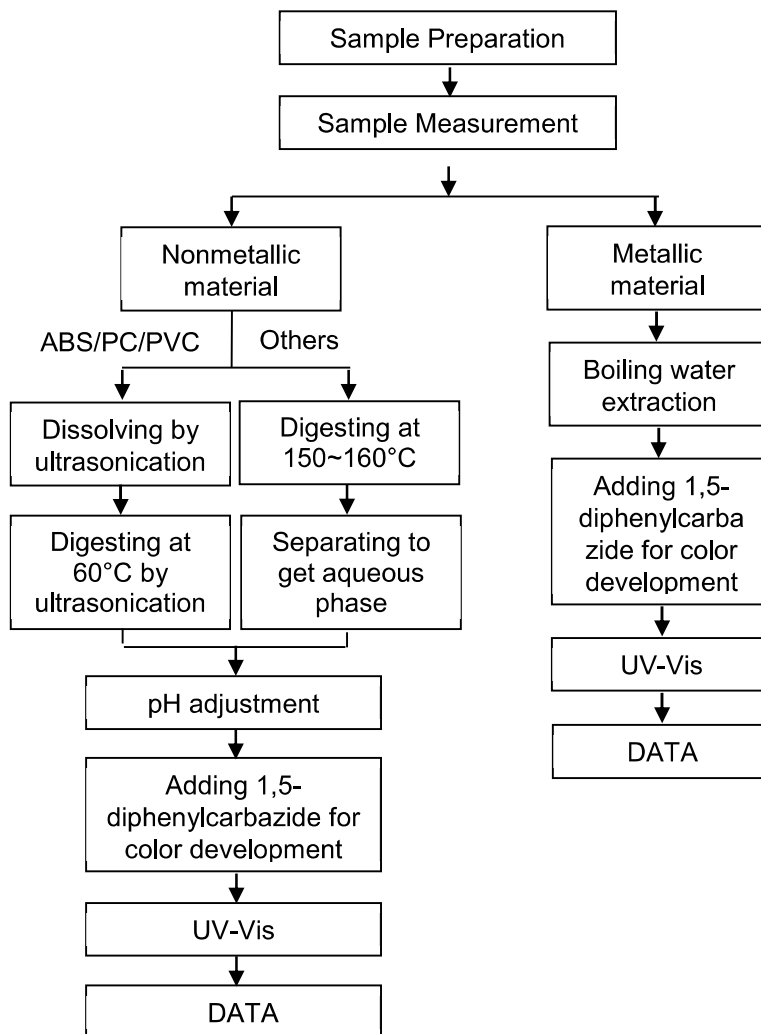 Sample Preparation
Sample Measurement
Nonmetallic
material
ABS/PC/PVC
Others
Dissolving by
ultrasonication
Digesting at
150~160°C
Digesting at
60°C by
ultrasonication
Separating to
get aqueous
phase
pH adjustment
Adding 1,5-
diphenylcarbazide for
color development
UV-Vis
DATA
Metallic
material
Boiling water
extraction
Adding 1,5-
diphenylcarba
zide for color
development
UV-Vis
DATA